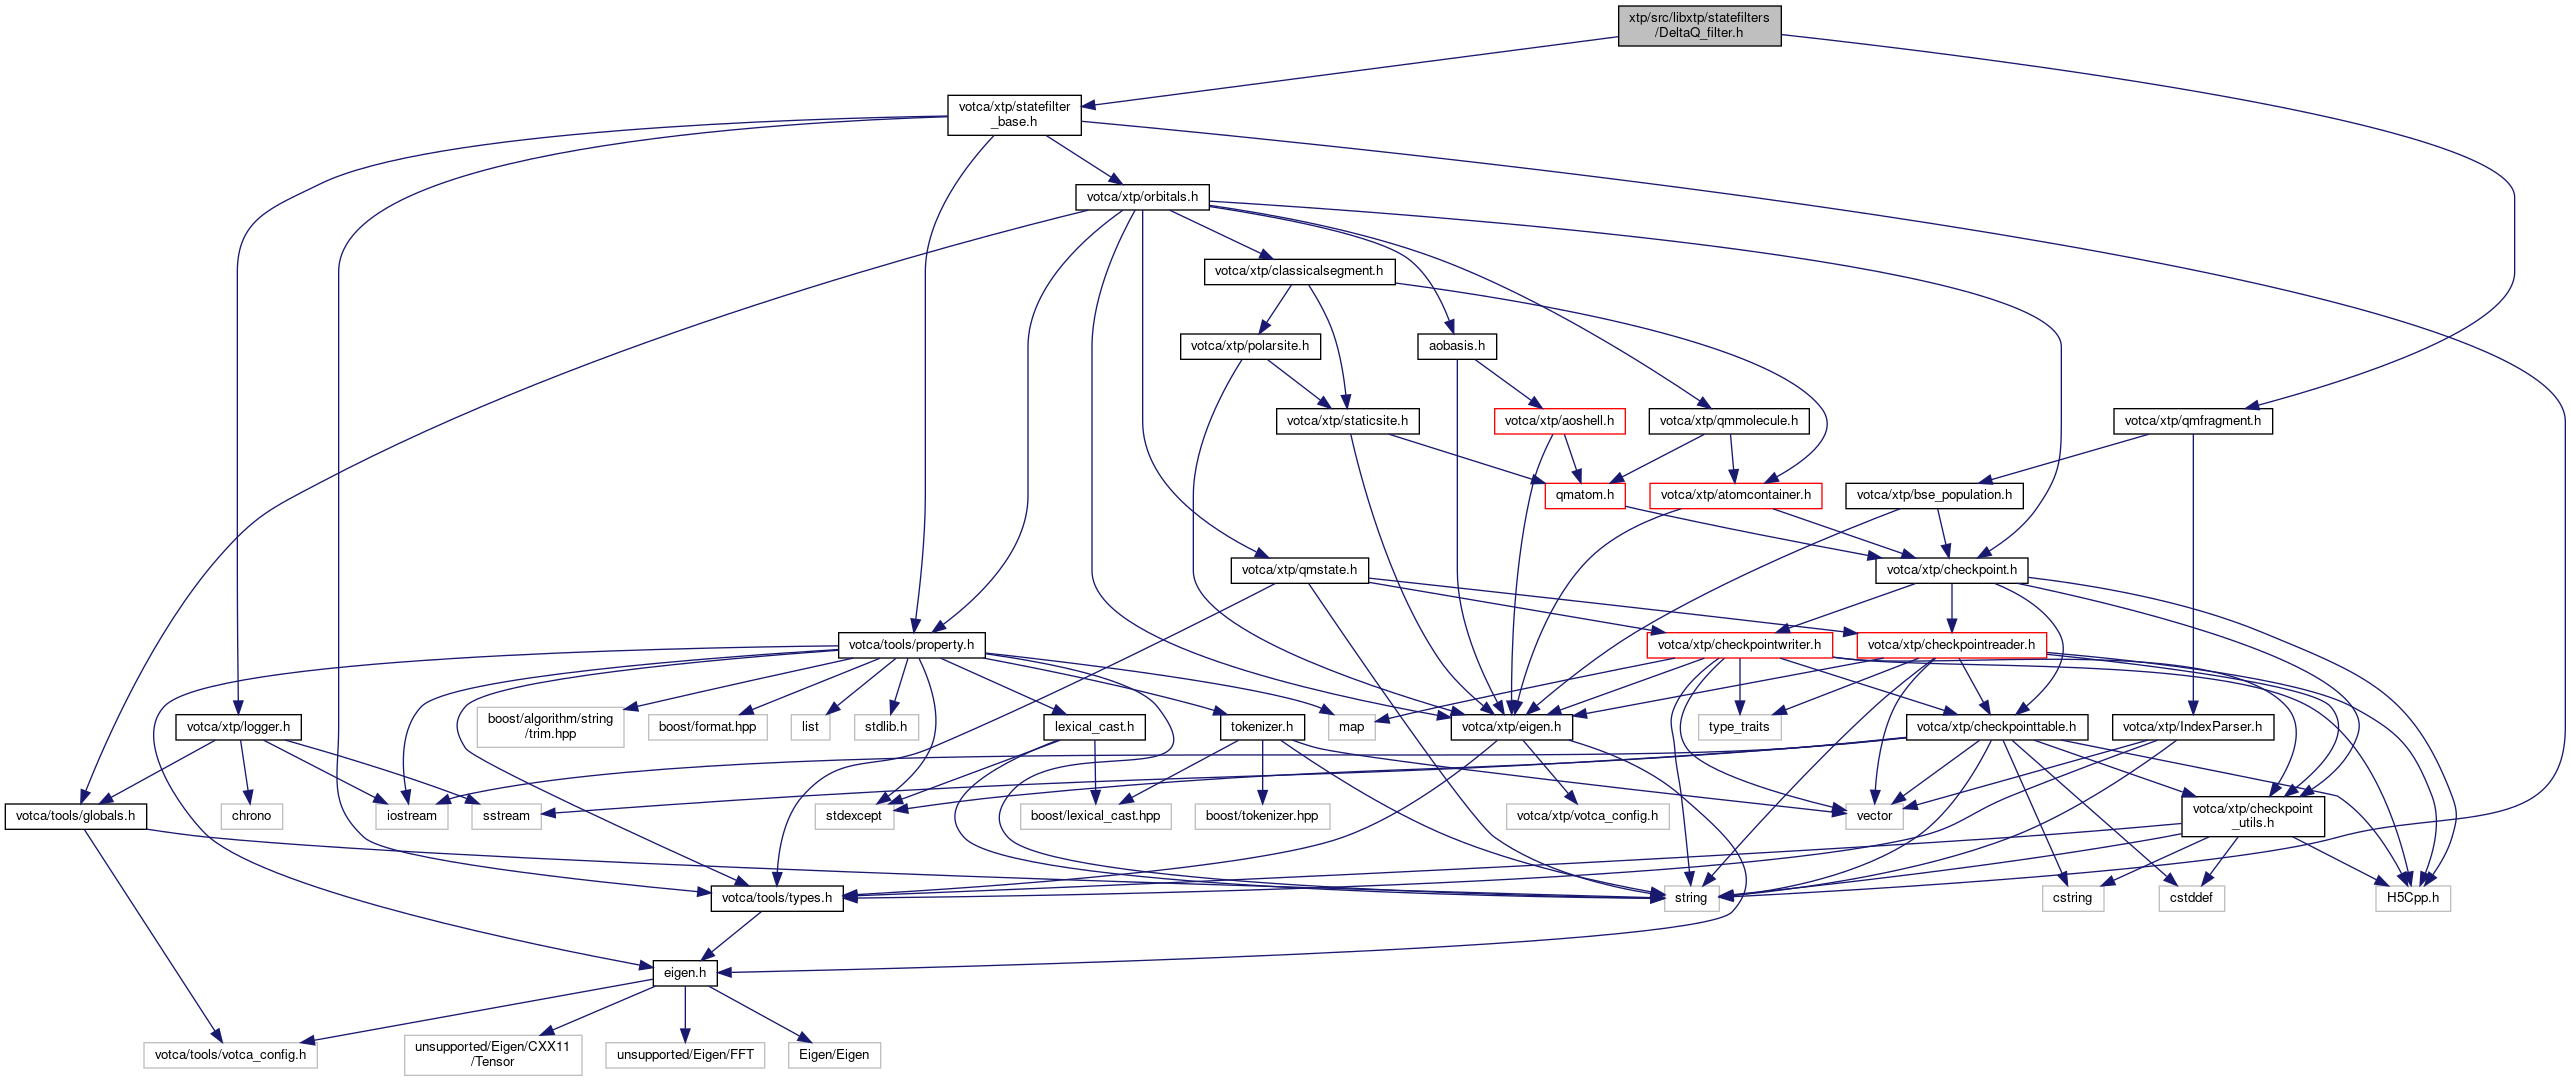 xtp/src/libxtp/statefilters
/DeltaQ_filter.h
votca/xtp/statefilter
_base.h
votca/xtp/orbitals.h
votca/xtp/classicalsegment.h
votca/xtp/polarsite.h
aobasis.h
votca/xtp/staticsite.h
votca/xtp/aoshell.h
votca/xtp/qmmolecule.h
votca/xtp/qmfragment.h
qmatom.h
votca/xtp/atomcontainer.h
votca/xtp/bse_population.h
votca/xtp/qmstate.h
votca/xtp/checkpoint.h
votca/tools/property.h
votca/xtp/checkpointwriter.h
votca/xtp/checkpointreader.h
votca/xtp/logger.h
boost/algorithm/string
/trim.hpp
boost/format.hpp
list
stdlib.h
lexical_cast.h
tokenizer.h
map
votca/xtp/eigen.h
type_traits
votca/xtp/checkpointtable.h
votca/xtp/IndexParser.h
votca/tools/globals.h
chrono
iostream
sstream
stdexcept
boost/lexical_cast.hpp
boost/tokenizer.hpp
votca/xtp/votca_config.h
vector
votca/xtp/checkpoint
_utils.h
votca/tools/types.h
string
cstring
cstddef
H5Cpp.h
eigen.h
votca/tools/votca_config.h
unsupported/Eigen/CXX11
/Tensor
unsupported/Eigen/FFT
Eigen/Eigen